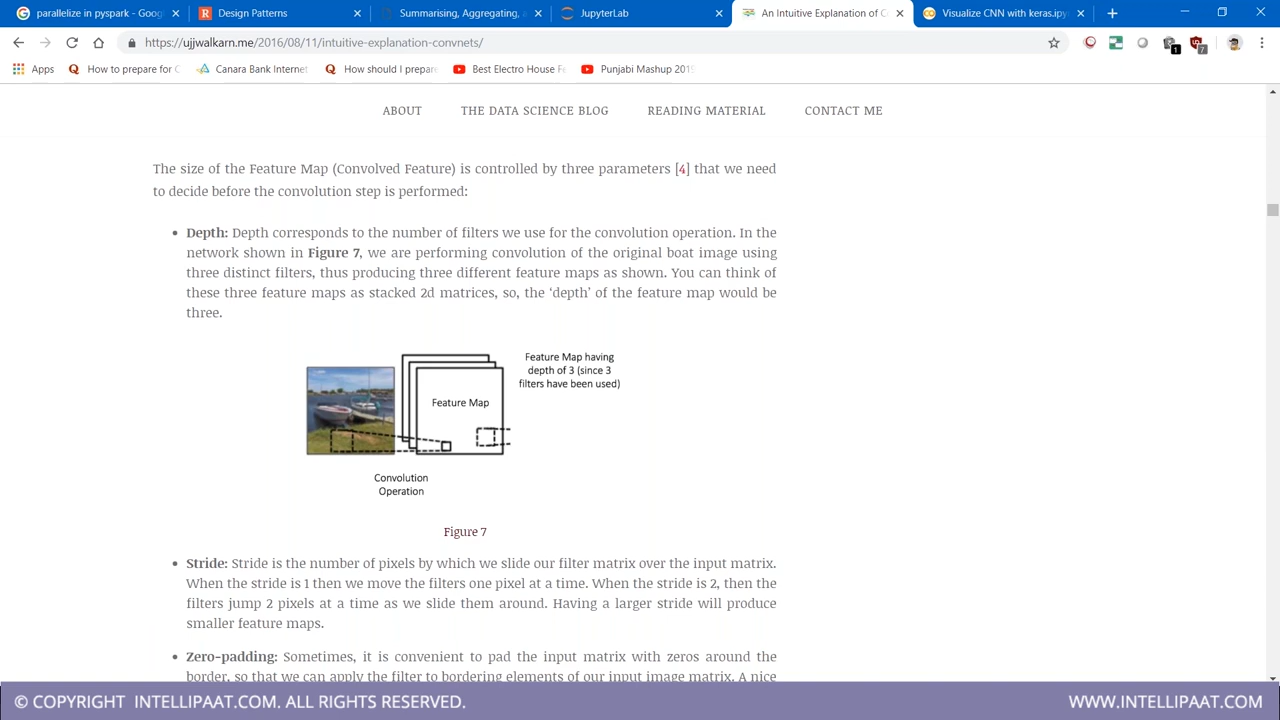 parallelize in pyspark - Goog
Design Patterns
Summarising, Aggregating, a
JupyterLab
An Intuitive Explanation of C
Visualize CNN with keras.ipyn
https://ujjwalkarn.me/2016/08/11/intuitive-explanation-convnets/
1
7
Apps
How to prepare for C
Canara Bank Internet
How should I prepare
Best Electro House Fe
Punjabi Mashup 2019
ABOUT
THE DATA SCIENCE BLOG
READING MATERIAL
CONTACT ME
The size of the Feature Map (Convolved Feature) is controlled by three parameters [4] that we need
to decide before the convolution step is performed:
• Depth: Depth corresponds to the number of filters we use for the convolution operation. In the
network shown in Figure 7, we are performing convolution of the original boat image using
three distinct filters, thus producing three different feature maps as shown. You can think of
these three feature maps as stacked 2d matrices, so, the ‘depth’ of the feature map would be
three.
Feature Map having
depth of 3 (since 3
filters have been used)
Feature Map
Convolution
Operation
Figure 7
• Stride: Stride is the number of pixels by which we slide our filter matrix over the input matrix.
When the stride is 1 then we move the filters one pixel at a time. When the stride is 2, then the
filters jump 2 pixels at a time as we slide them around. Having a larger stride will produce
smaller feature maps.
• Zero-padding: Sometimes, it is convenient to pad the input matrix with zeros around the
border, so that we can apply the filter to bordering elements of our input image matrix. A nice
© COPYRIGHT INTELLIPAAT.COM. ALL RIGHTS RESERVED.
WWW.INTELLIPAAT.COM